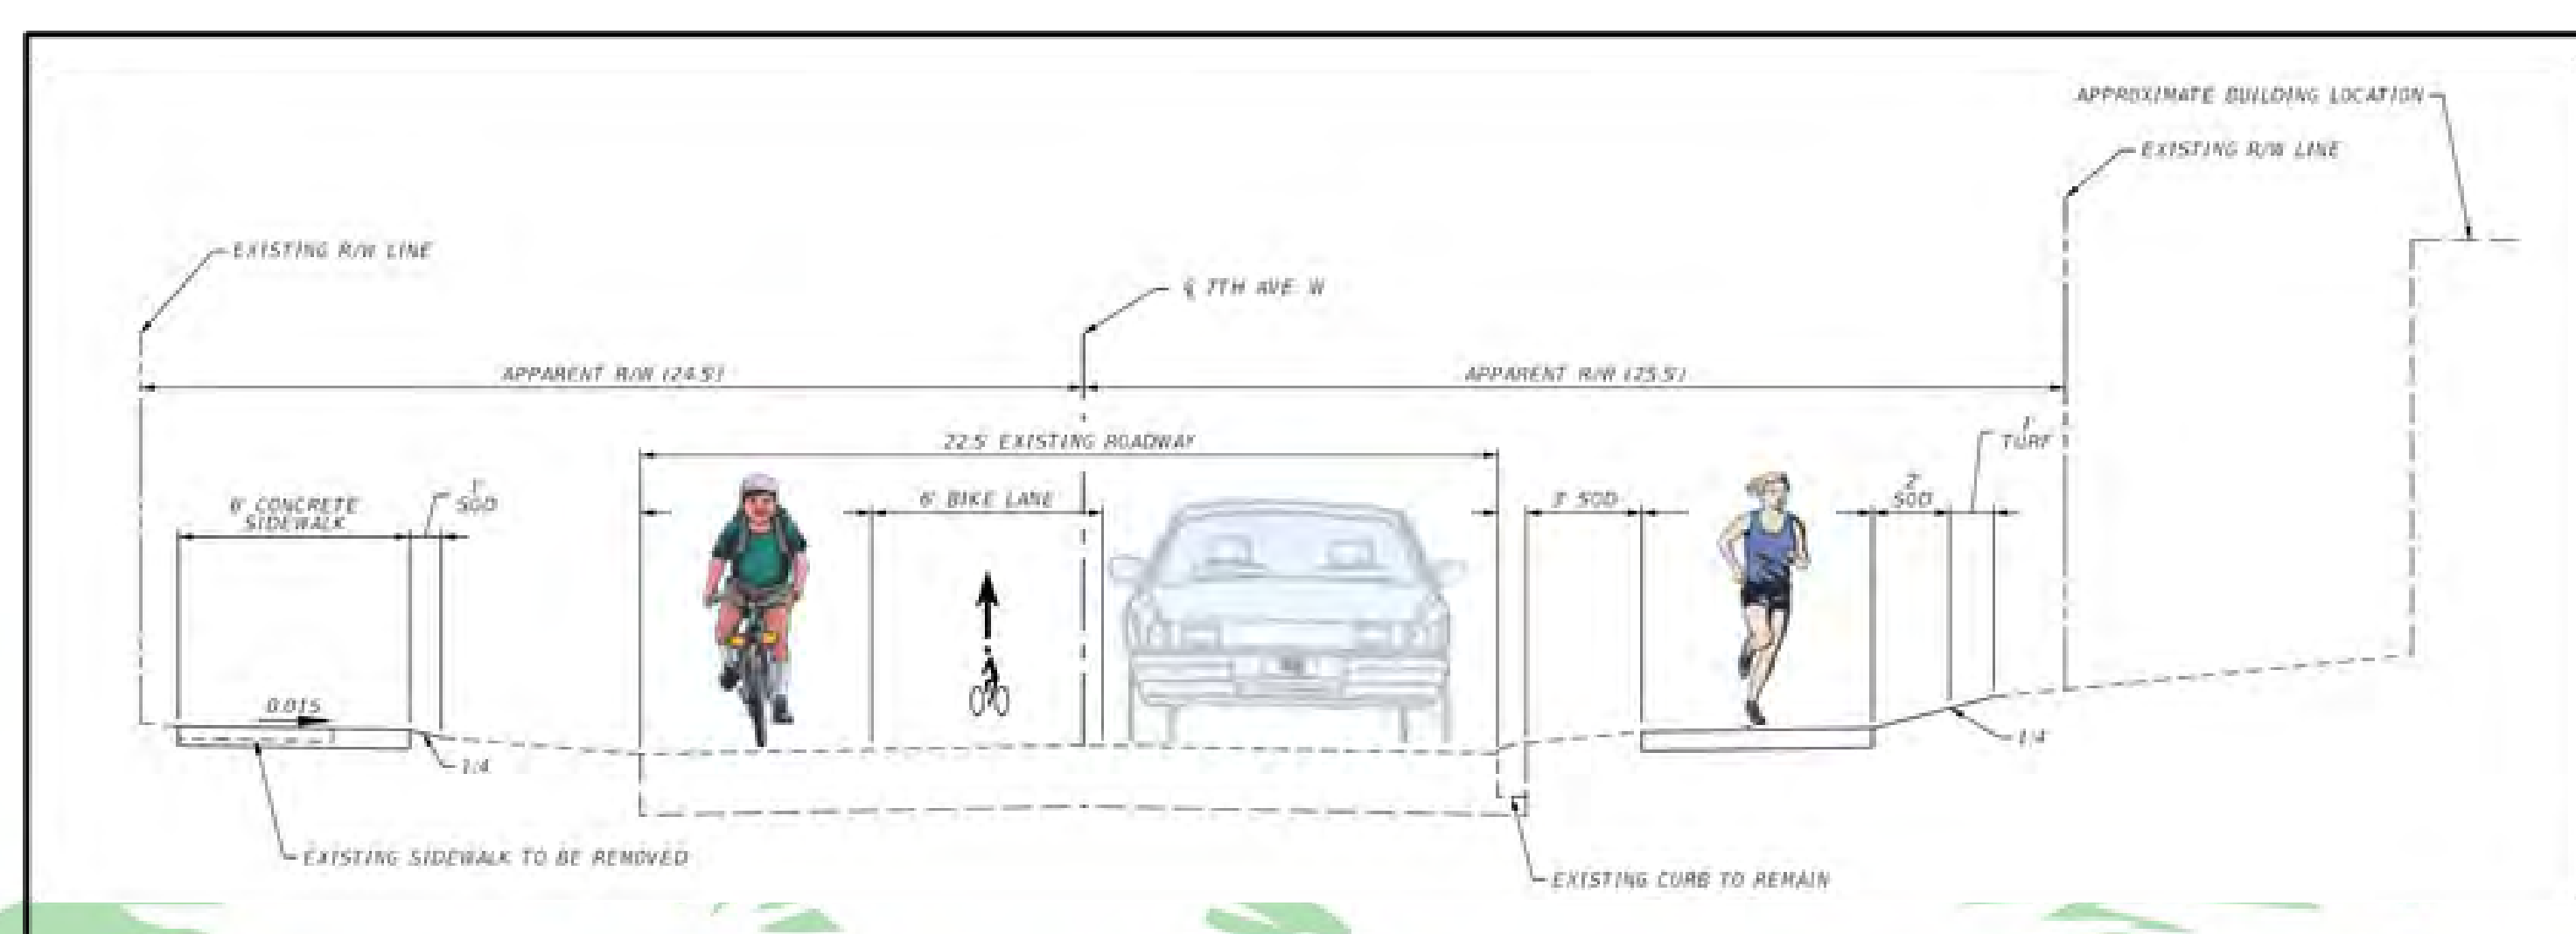 APPROXIMATE BUILDING LOCATION
EXISTING R/W LINE
EXISTING R/W LINE
℄ 7TH AVE W
APPARENT R/W (24.5')
APPARENT R/W (25.5')
22.5' EXISTING ROADWAY
1'
TURF
6' CONCRETE
SIDEWALK
1'
SOD
6' BIKE LANE
3' SOD
2'
SOD
0.015
1:4
1:4
EXISTING SIDEWALK TO BE REMOVED
EXISTING CURB TO REMAIN